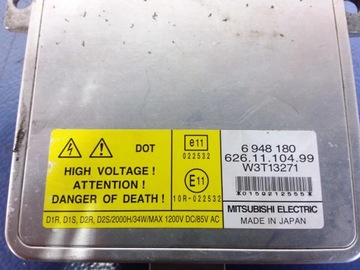 DOT
HIGH VOLTAGE !
ATTENTION !
DANGER OF DEATH !
D1R, D1S, D2R, D2S/2000H/34W/MAX 1200V DC/85V AC
e11
022532
E11
10R-022532
6 948 180
626.11.104.99
W3T13271
MITSUBISHI ELECTRIC
MADE IN JAPAN